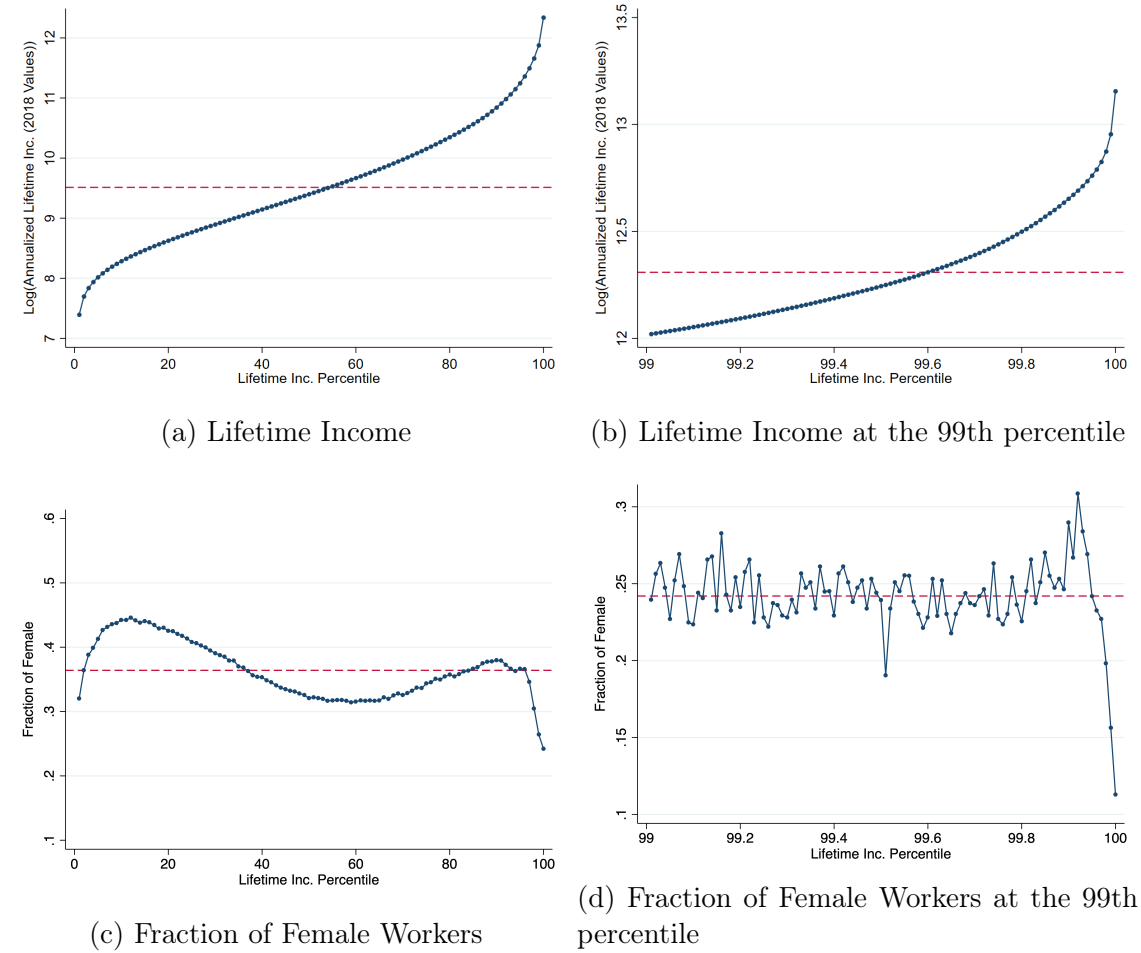 Log(Annualized Lifetime Inc. (2018 Values))
12
11
10
9
8
7
0 20 40 60 80 100
Lifetime Inc. Percentile
(a) Lifetime Income
Log(Annualized Lifetime Inc. (2018 Values))
13.5
13
12.5
12
99 99.2 99.4 99.6 99.8 100
Lifetime Inc. Percentile
(b) Lifetime Income at the 99th percentile
Fraction of Female
.6
.5
.4
.3
.2
.1
0 20 40 60 80 100
Lifetime Inc. Percentile
(c) Fraction of Female Workers
Fraction of Female
.3
.25
.2
.15
.1
99 99.2 99.4 99.6 99.8 100
Lifetime Inc. Percentile
(d) Fraction of Female Workers at the 99th
percentile